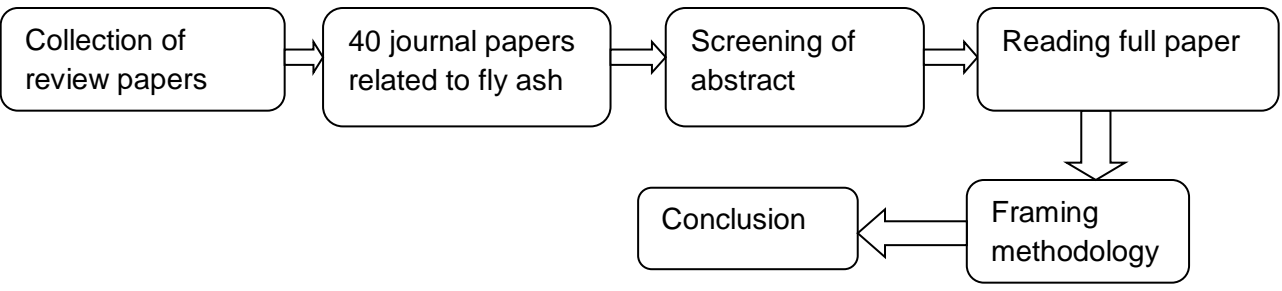 Collection of
review papers
40 journal papers
related to fly ash
Screening of
abstract
Reading full paper
Framing
methodology
Conclusion